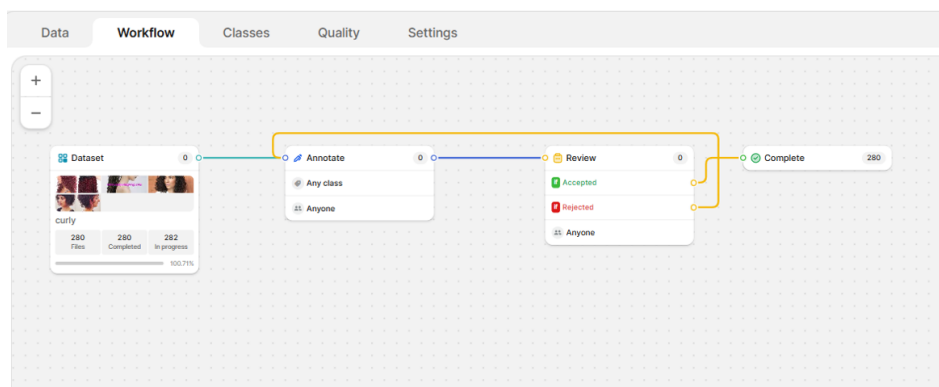 Data Workflow Classes Quality Settings
+
−
Dataset 0
curly
280 280 282
Files Completed In progress
100.71%
Annotate 0
Any class
Anyone
Review 0
Accepted
Rejected
Anyone
Complete 280